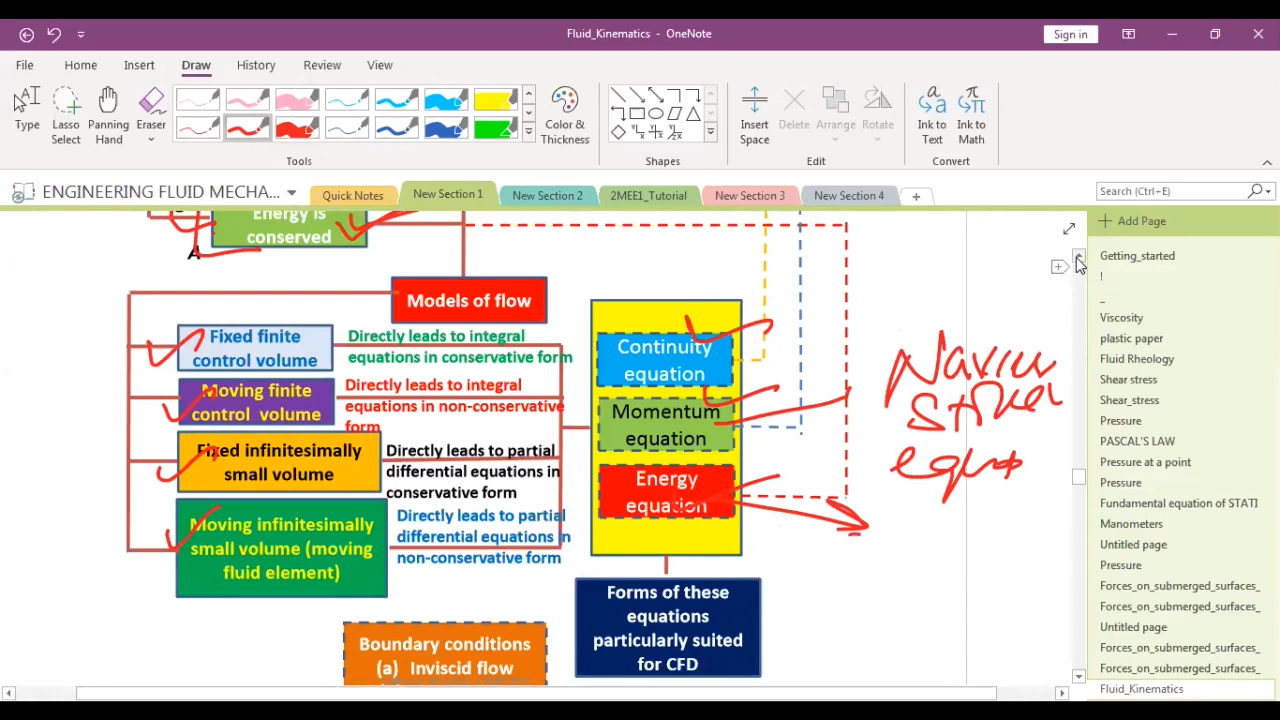 Fluid_Kinematics - OneNote
Sign in
File
Home
Insert
Draw
History
Review
View
Type
Lasso
Select
Panning
Hand
Eraser
Color &
Thickness
Insert
Space
Delete
Arrange
Rotate
Ink to
Text
Ink to
Math
Tools
Shapes
Edit
Convert
ENGINEERING FLUID MECHA...
Quick Notes
New Section 1
New Section 2
2MEE1_Tutorial
New Section 3
New Section 4
Search (Ctrl+E)
Energy is
conserved
A
Models of flow
Fixed finite
control volume
Directly leads to integral
equations in conservative form
Moving finite
control volume
Directly leads to integral
equations in non-conservative
form
Fixed infinitesimally
small volume
Directly leads to partial
differential equations in
conservative form
Moving infinitesimally
small volume (moving
fluid element)
Directly leads to partial
differential equations in
non-conservative form
Continuity
equation
Momentum
equation
Energy
equation
Forms of these
equations
particularly suited
for CFD
Boundary conditions
(a) Inviscid flow
Add Page
Getting_started
!
_
Viscosity
plastic paper
Fluid Rheology
Shear stress
Shear_stress
Pressure
PASCAL'S LAW
Pressure at a point
Pressure
Fundamental equation of STATI
Manometers
Untitled page
Pressure
Forces_on_submerged_surfaces_
Forces_on_submerged_surfaces_
Untitled page
Forces_on_submerged_surfaces_
Forces_on_submerged_surfaces_
Fluid_Kinematics